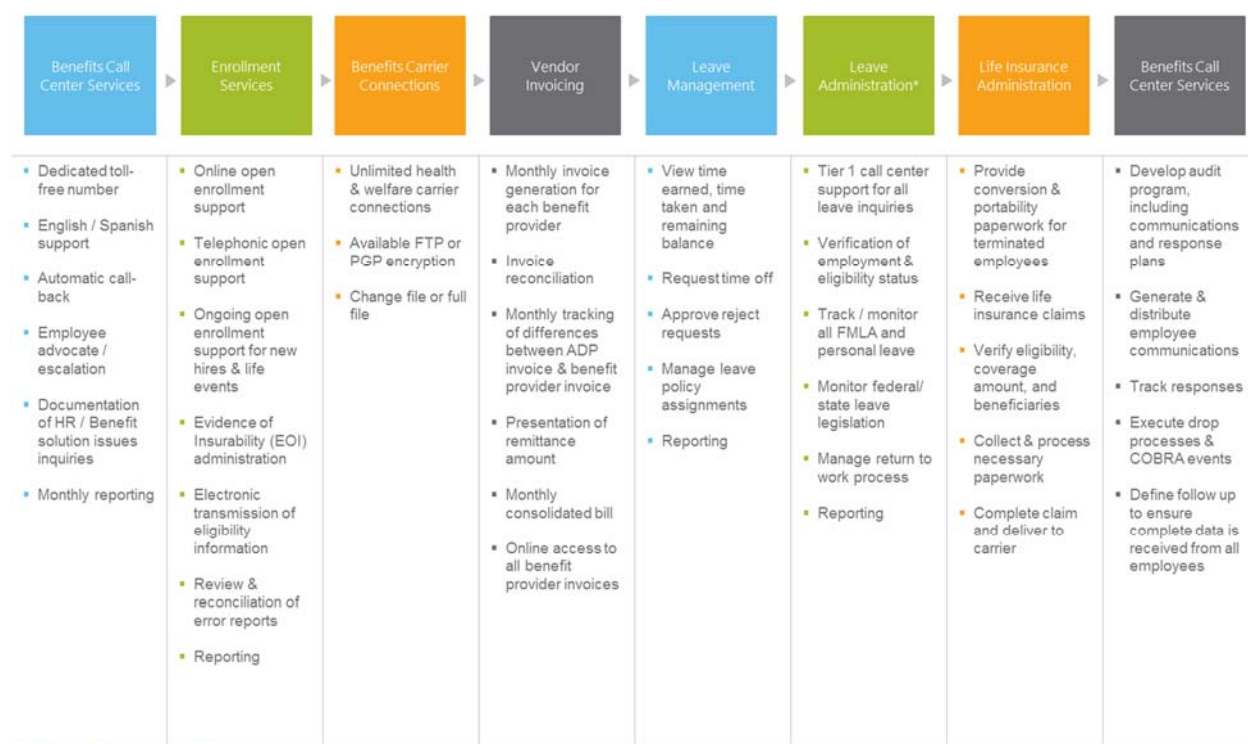 Benefits Call
Center Services
Enrollment
Services
Benefits Carrier
Connections
Vendor
Invoicing
Leave
Management
Leave
Administration*
Life Insurance
Administration
Benefits Call
Center Services
Dedicated toll-
free number
English / Spanish
support
Automatic call-
back
Employee
advocate /
escalation
Documentation
of HR / Benefit
solution issues
inquiries
Monthly reporting
Online open
enrollment
support
Telephonic open
enrollment
support
Ongoing open
enrollment
support for new
hires & life
events
Evidence of
Insurability (EOI)
administration
Electronic
transmission of
eligibility
information
Review &
reconciliation of
error reports
Reporting
Unlimited health
& welfare carrier
connections
Available FTP or
PGP encryption
Change file or full
file
Monthly invoice
generation for
each benefit
provider
Invoice
reconciliation
Monthly tracking
of differences
between ADP
invoice & benefit
provider invoice
Presentation of
remittance
amount
Monthly
consolidated bill
Online access to
all benefit
provider invoices
View time
earned, time
taken and
remaining
balance
Request time off
Approve reject
requests
Manage leave
policy
assignments
Reporting
Tier 1 call center
support for all
leave inquiries
Verification of
employment &
eligibility status
Track / monitor
all FMLA and
personal leave
Monitor federal/
state leave
legislation
Manage return to
work process
Reporting
Provide
conversion &
portability
paperwork for
terminated
employees
Receive life
insurance claims
Verify eligibility,
coverage
amount, and
beneficiaries
Collect & process
necessary
paperwork
Complete claim
and deliver to
carrier
Develop audit
program,
including
communications
and response
plans
Generate &
distribute
employee
communications
Track responses
Execute drop
processes &
COBRA events
Define follow up
to ensure
complete data is
received from all
employees